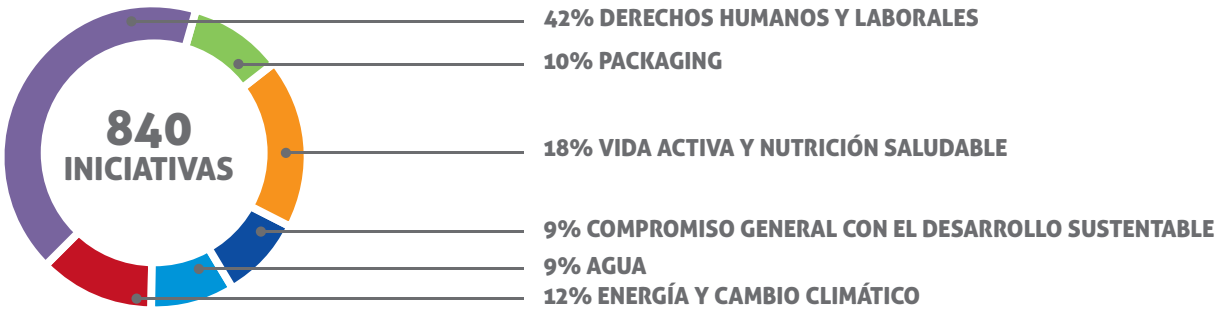 42% DERECHOS HUMANOS Y LABORALES
10% PACKAGING
840
INICIATIVAS
18% VIDA ACTIVA Y NUTRICIÓN SALUDABLE
9% COMPROMISO GENERAL CON EL DESARROLLO SUSTENTABLE
9% AGUA
12% ENERGÍA Y CAMBIO CLIMÁTICO